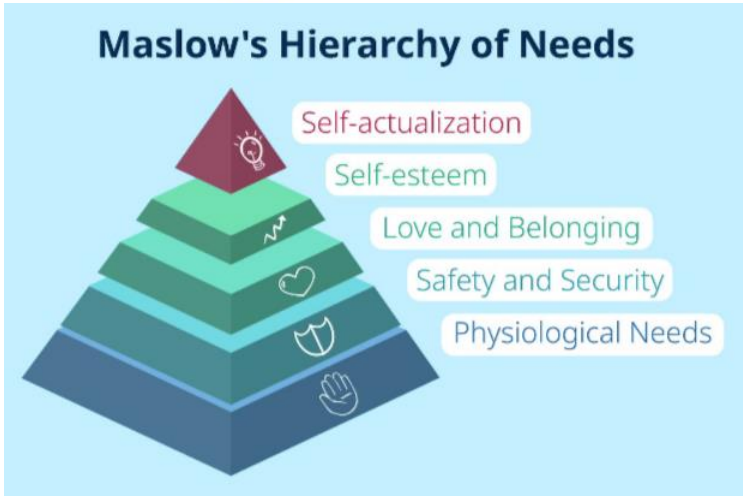 Maslow's Hierarchy of Needs
Self-actualization
Self-esteem
Love and Belonging
Safety and Security
Physiological Needs